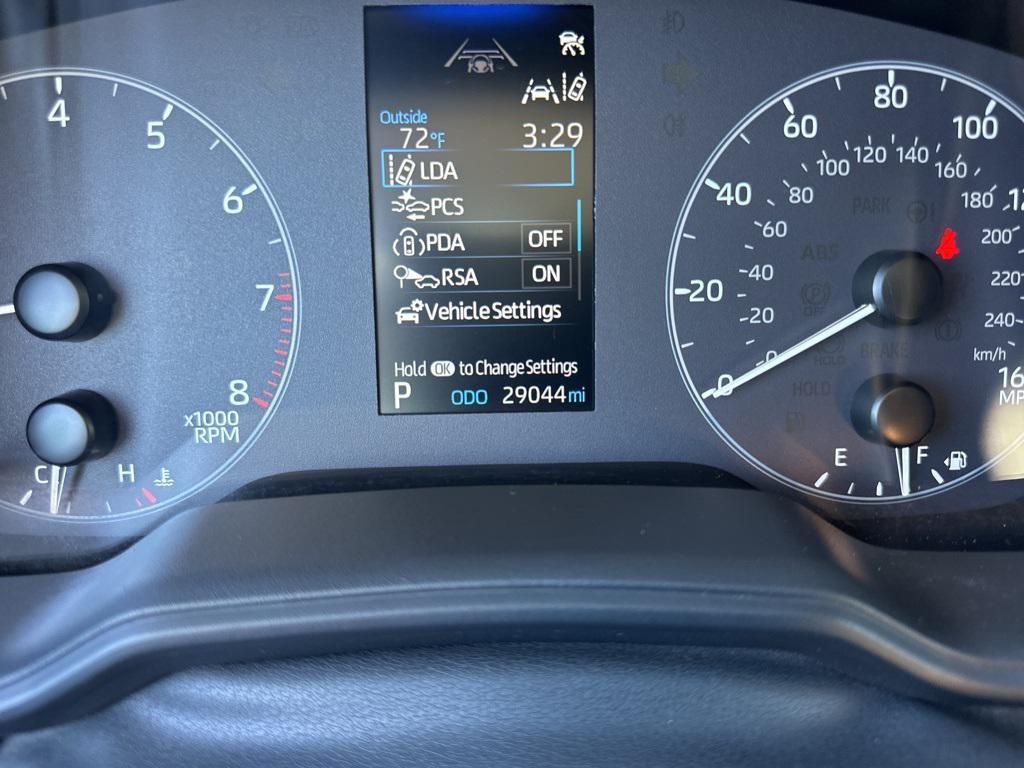 4
5
6
7
8
x1000
RPM
C H
Outside
72°F 3:29
LDA
PCS
PDA OFF
RSA ON
Vehicle Settings
Hold OK to Change Settings
P ODO 29044 mi
0
20
40
60
80
100
0
20
40
60
80
100
120
140
160
180
200
220
240
km/h
PARK
ABS
HOLD
BRAKE
HOLD
E F